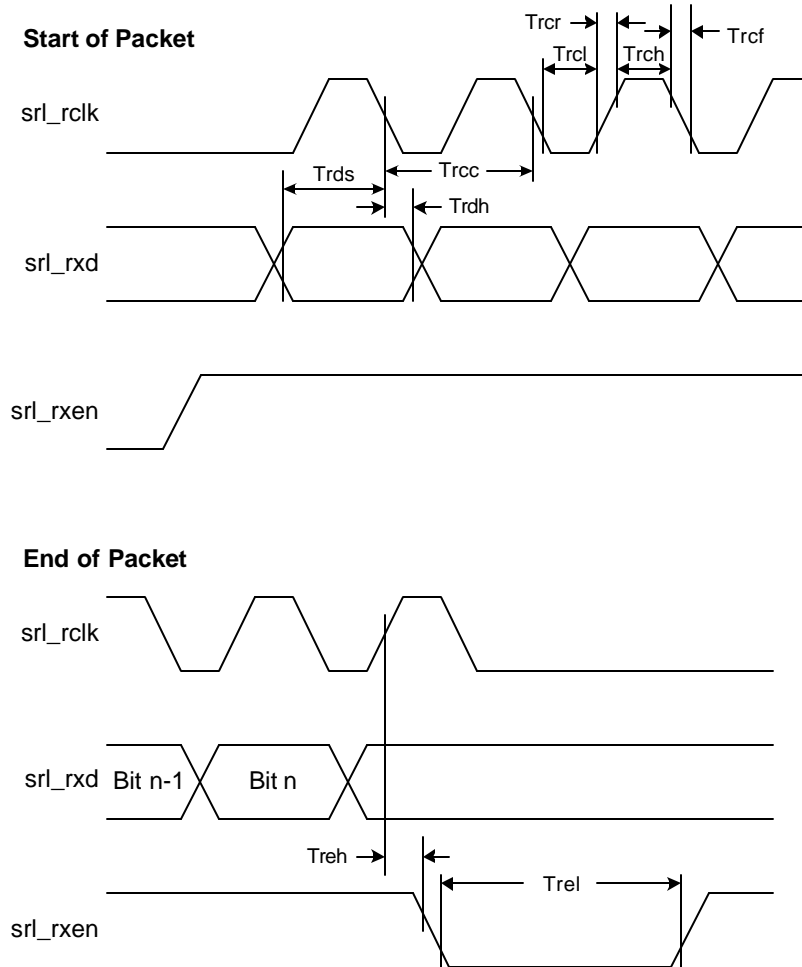 Start of Packet
Trcr
Trcf
Trcl
Trch
srl_rclk
Trds
Trcc
Trdh
srl_rxd
srl_rxen
End of Packet
srl_rclk
srl_rxd
Bit n-1
Bit n
Treh
Trel
srl_rxen